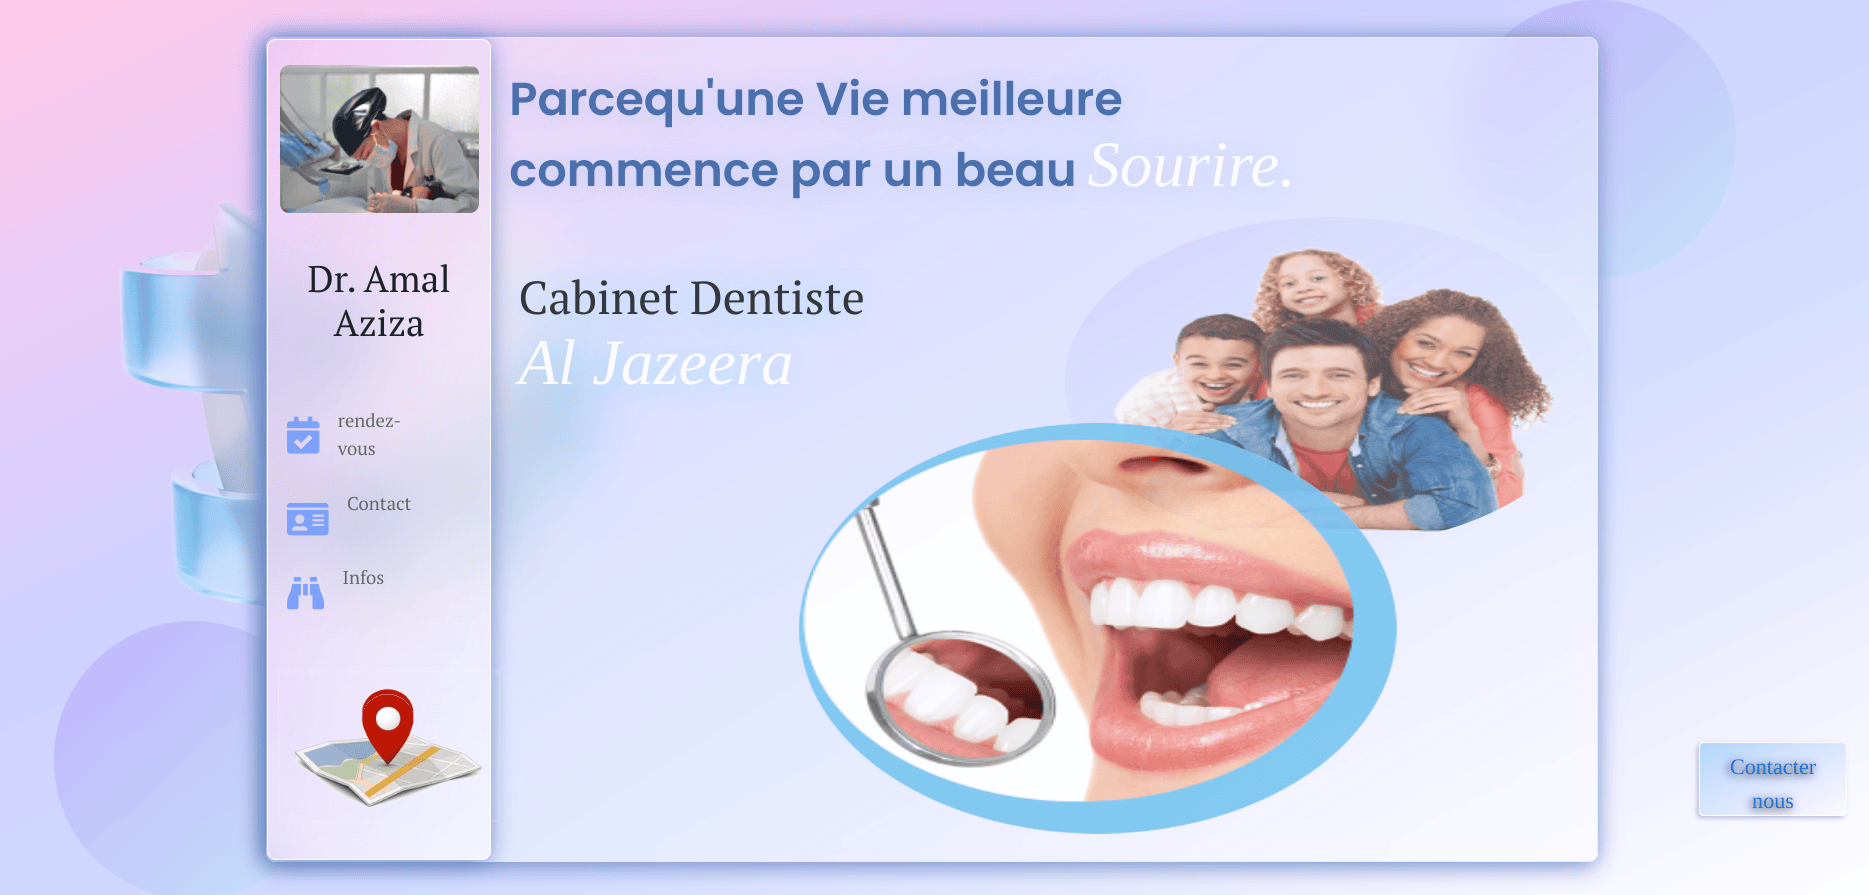 Parcequ'une Vie meilleure
commence par un beau Sourire.
Dr. Amal
Aziza
Cabinet Dentiste
Al Jazeera
rendez-
vous
Contact
Infos
Contacter
nous